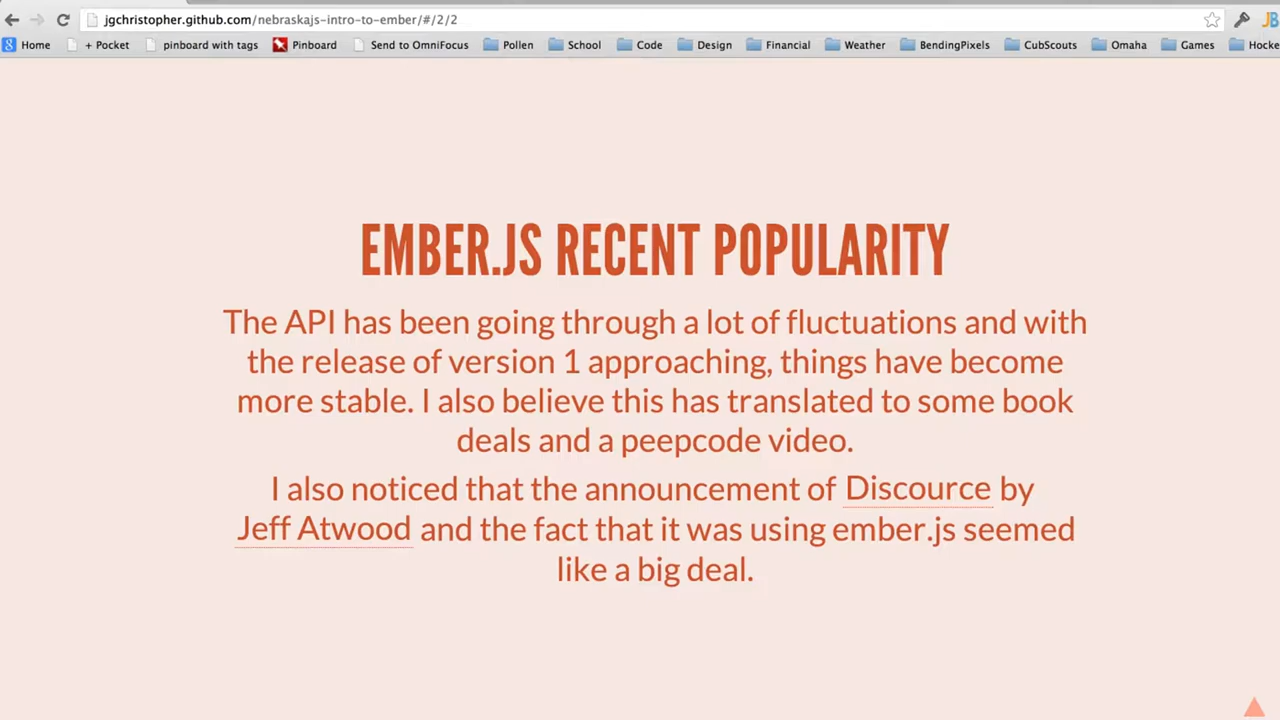 jgchristopher.github.com/nebraskajs-intro-to-ember/#/2/2
Home + Pocket pinboard with tags Pinboard Send to OmniFocus Pollen School Code Design Financial Weather BendingPixels CubScouts Omaha Games Hocke
EMBER.JS RECENT POPULARITY
The API has been going through a lot of fluctuations and with
the release of version 1 approaching, things have become
more stable. I also believe this has translated to some book
deals and a peepcode video.
I also noticed that the announcement of Discource by
Jeff Atwood and the fact that it was using ember.js seemed
like a big deal.